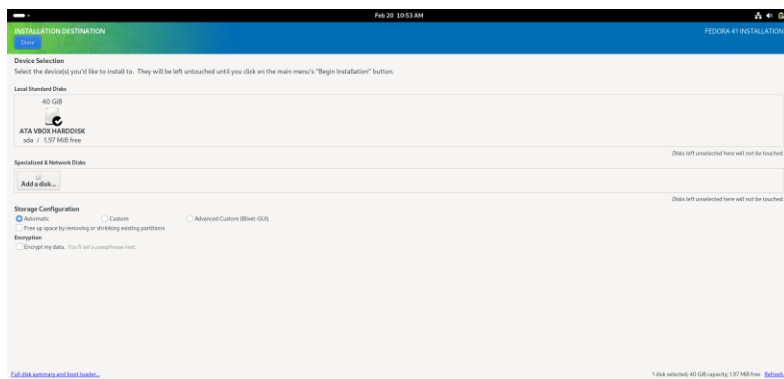 Feb 20 10:53 AM
INSTALLATION DESTINATION
FEDORA 41 INSTALLATION
Done
Device Selection
Select the device(s) you'd like to install to. They will be left untouched until you click on the main menu's "Begin Installation" button.
Local Standard Disks
40 GiB
ATA VBOX HARDDISK
sda / 1.97 MiB free
Disks left unselected here will not be touched.
Specialized & Network Disks
Add a disk...
Disks left unselected here will not be touched.
Storage Configuration
Automatic
Custom
Advanced Custom (Blivet-GUI)
Free up space by removing or shrinking existing partitions
Encryption
Encrypt my data. You'll set a passphrase next.
Full disk summary and boot loader...
1 disk selected; 40 GiB capacity; 1.97 MiB free Refresh